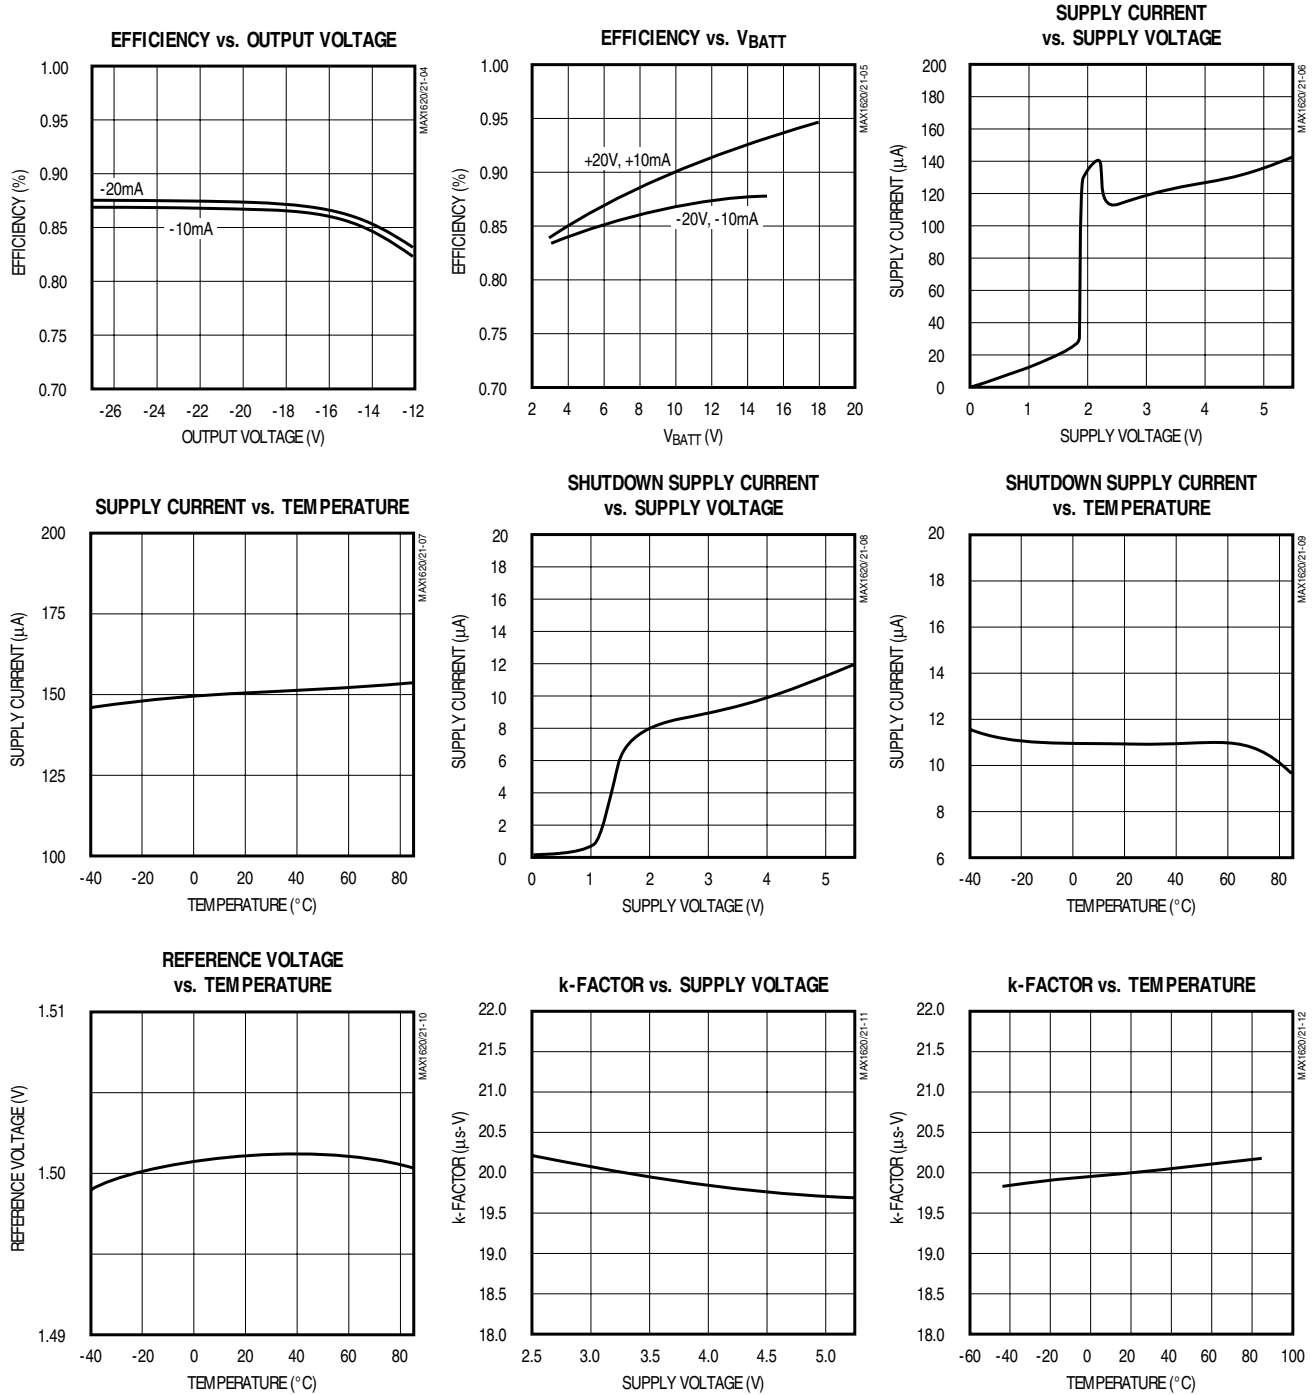 EFFICIENCY vs. OUTPUT VOLTAGE
1.00
0.95
0.90
0.85
0.80
0.75
0.70
EFFICIENCY (%)
-20mA
-10mA
-26 -24 -22 -20 -18 -16 -14 -12
OUTPUT VOLTAGE (V)
MAX1620/21-04
EFFICIENCY vs. VBATT
1.00
0.95
0.90
0.85
0.80
0.75
0.70
EFFICIENCY (%)
+20V, +10mA
-20V, -10mA
2 4 6 8 10 12 14 16 18 20
VBATT (V)
MAX1620/21-05
SUPPLY CURRENT
vs. SUPPLY VOLTAGE
200
180
160
140
120
100
80
60
40
20
0
SUPPLY CURRENT (μA)
0 1 2 3 4 5
SUPPLY VOLTAGE (V)
MAX1620/21-06
SUPPLY CURRENT vs. TEMPERATURE
200
175
150
125
100
SUPPLY CURRENT (μA)
-40 -20 0 20 40 60 80
TEMPERATURE (°C)
MAX1620/21-07
SHUTDOWN SUPPLY CURRENT
vs. SUPPLY VOLTAGE
20
18
16
14
12
10
8
6
4
2
0
SUPPLY CURRENT (μA)
0 1 2 3 4 5
SUPPLY VOLTAGE (V)
MAX1620/21-08
SHUTDOWN SUPPLY CURRENT
vs. TEMPERATURE
20
18
16
14
12
10
8
6
SUPPLY CURRENT (μA)
-40 -20 0 20 40 60 80
TEMPERATURE (°C)
MAX1620/21-09
REFERENCE VOLTAGE
vs. TEMPERATURE
1.51
1.50
1.49
REFERENCE VOLTAGE (V)
-40 -20 0 20 40 60 80
TEMPERATURE (°C)
MAX1620/21-10
k-FACTOR vs. SUPPLY VOLTAGE
22.0
21.5
21.0
20.5
20.0
19.5
19.0
18.5
18.0
k-FACTOR (μs-V)
2.5 3.0 3.5 4.0 4.5 5.0
SUPPLY VOLTAGE (V)
MAX1620/21-11
k-FACTOR vs. TEMPERATURE
22.0
21.5
21.0
20.5
20.0
19.5
19.0
18.5
18.0
k-FACTOR (μs-V)
-60 -40 -20 0 20 40 60 80 100
TEMPERATURE (°C)
MAX1620/21-12